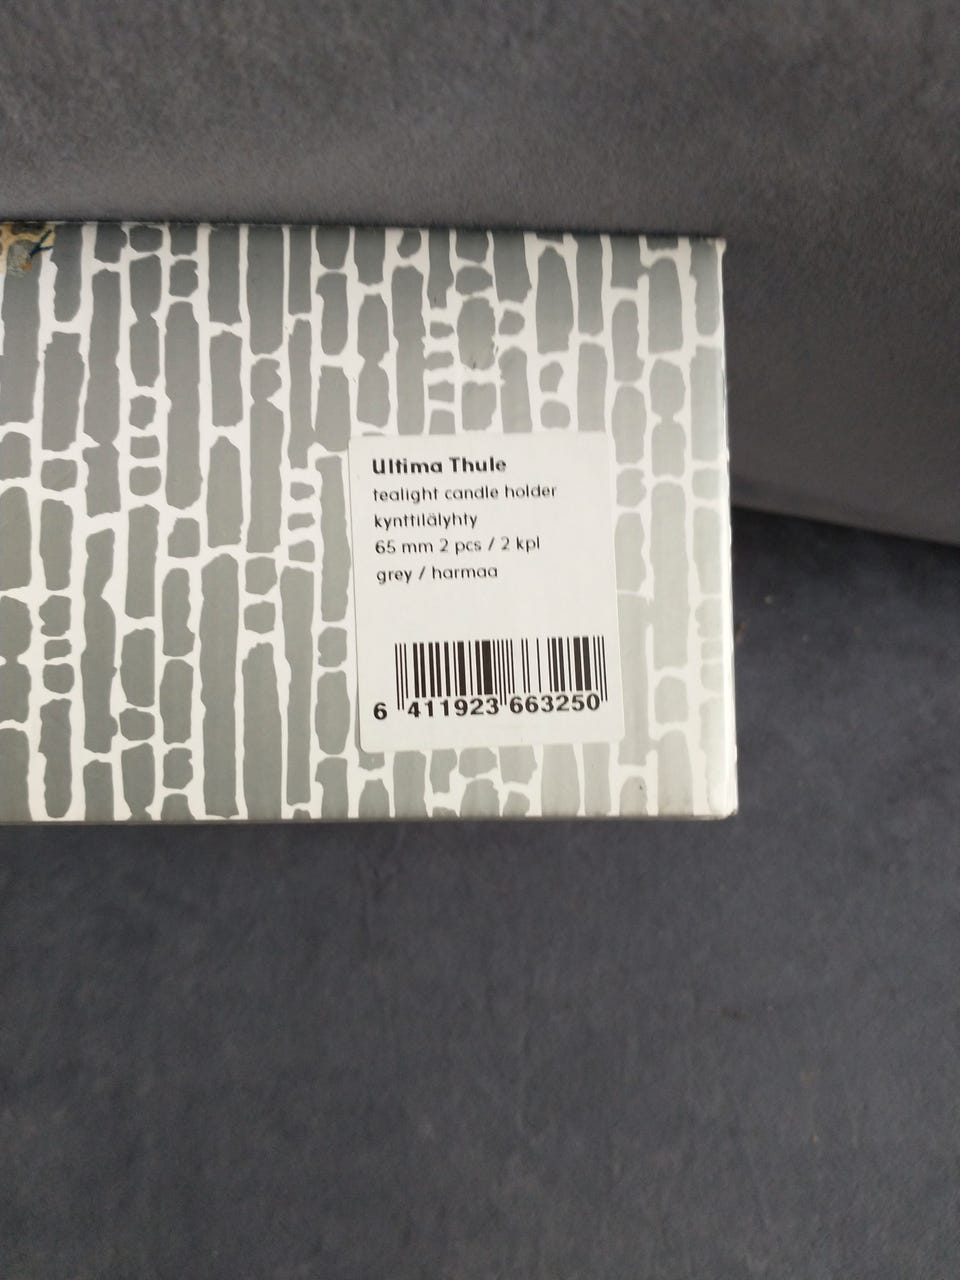 Ultima Thule
tealight candle holder
kynttilälyhty
65 mm 2 pcs / 2 kpl
grey / harmaa
6 411923 663250